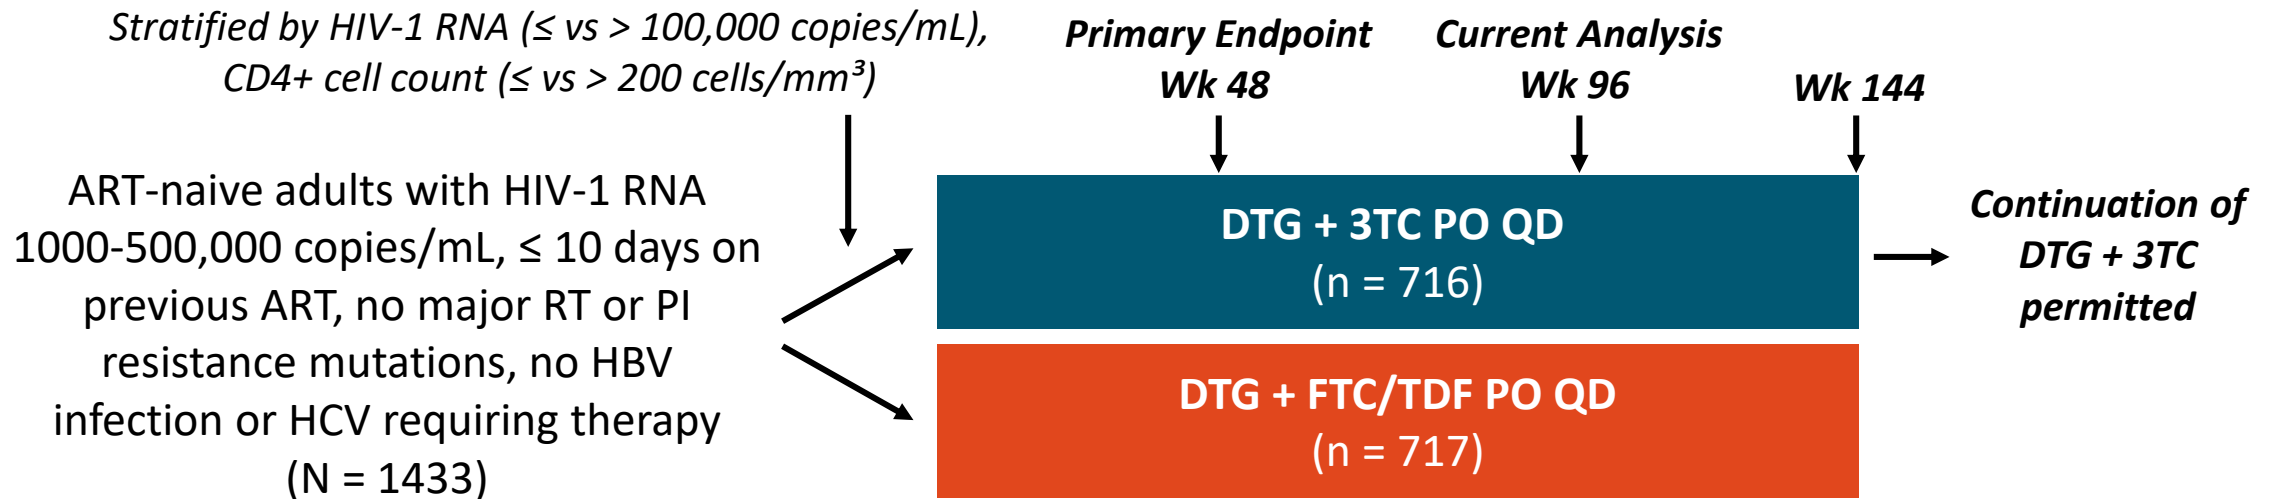 Stratified by HIV-1 RNA (≤ vs > 100,000 copies/mL),
CD4+ cell count (≤ vs > 200 cells/mm³)
Primary Endpoint
Wk 48
Current Analysis
Wk 96
Wk 144
ART-naive adults with HIV-1 RNA
1000-500,000 copies/mL, ≤ 10 days on
previous ART, no major RT or PI
resistance mutations, no HBV
infection or HCV requiring therapy
(N = 1433)
DTG + 3TC PO QD
(n = 716)
DTG + FTC/TDF PO QD
(n = 717)
Continuation of
DTG + 3TC
permitted